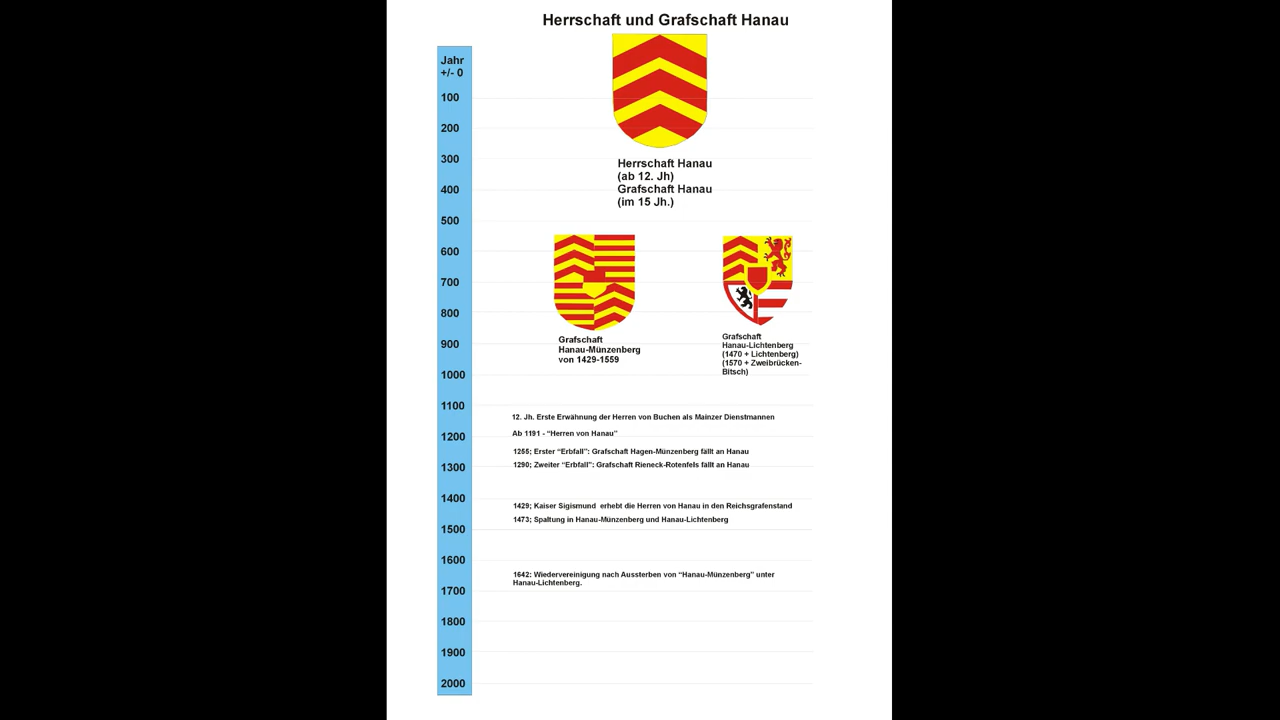 Herrschaft und Grafschaft Hanau
Jahr
+/- 0
100
200
300
400
500
600
700
800
900
1000
1100
1200
1300
1400
1500
1600
1700
1800
1900
2000
Herrschaft Hanau
(ab 12. Jh)
Grafschaft Hanau
(im 15 Jh.)
Grafschaft
Hanau-Münzenberg
von 1429-1559
Grafschaft
Hanau-Lichtenberg
(1470 + Lichtenberg)
(1570 + Zweibrücken-
Bitsch)
12. Jh. Erste Erwähnung der Herren von Buchen als Mainzer Dienstmannen
Ab 1191 - “Herren von Hanau”
1255; Erster “Erbfall”: Grafschaft Hagen-Münzenberg fällt an Hanau
1290; Zweiter “Erbfall”: Grafschaft Rieneck-Rotenfels fällt an Hanau
1429; Kaiser Sigismund erhebt die Herren von Hanau in den Reichsgrafenstand
1473; Spaltung in Hanau-Münzenberg und Hanau-Lichtenberg
1642: Wiedervereinigung nach Aussterben von “Hanau-Münzenberg” unter
Hanau-Lichtenberg.